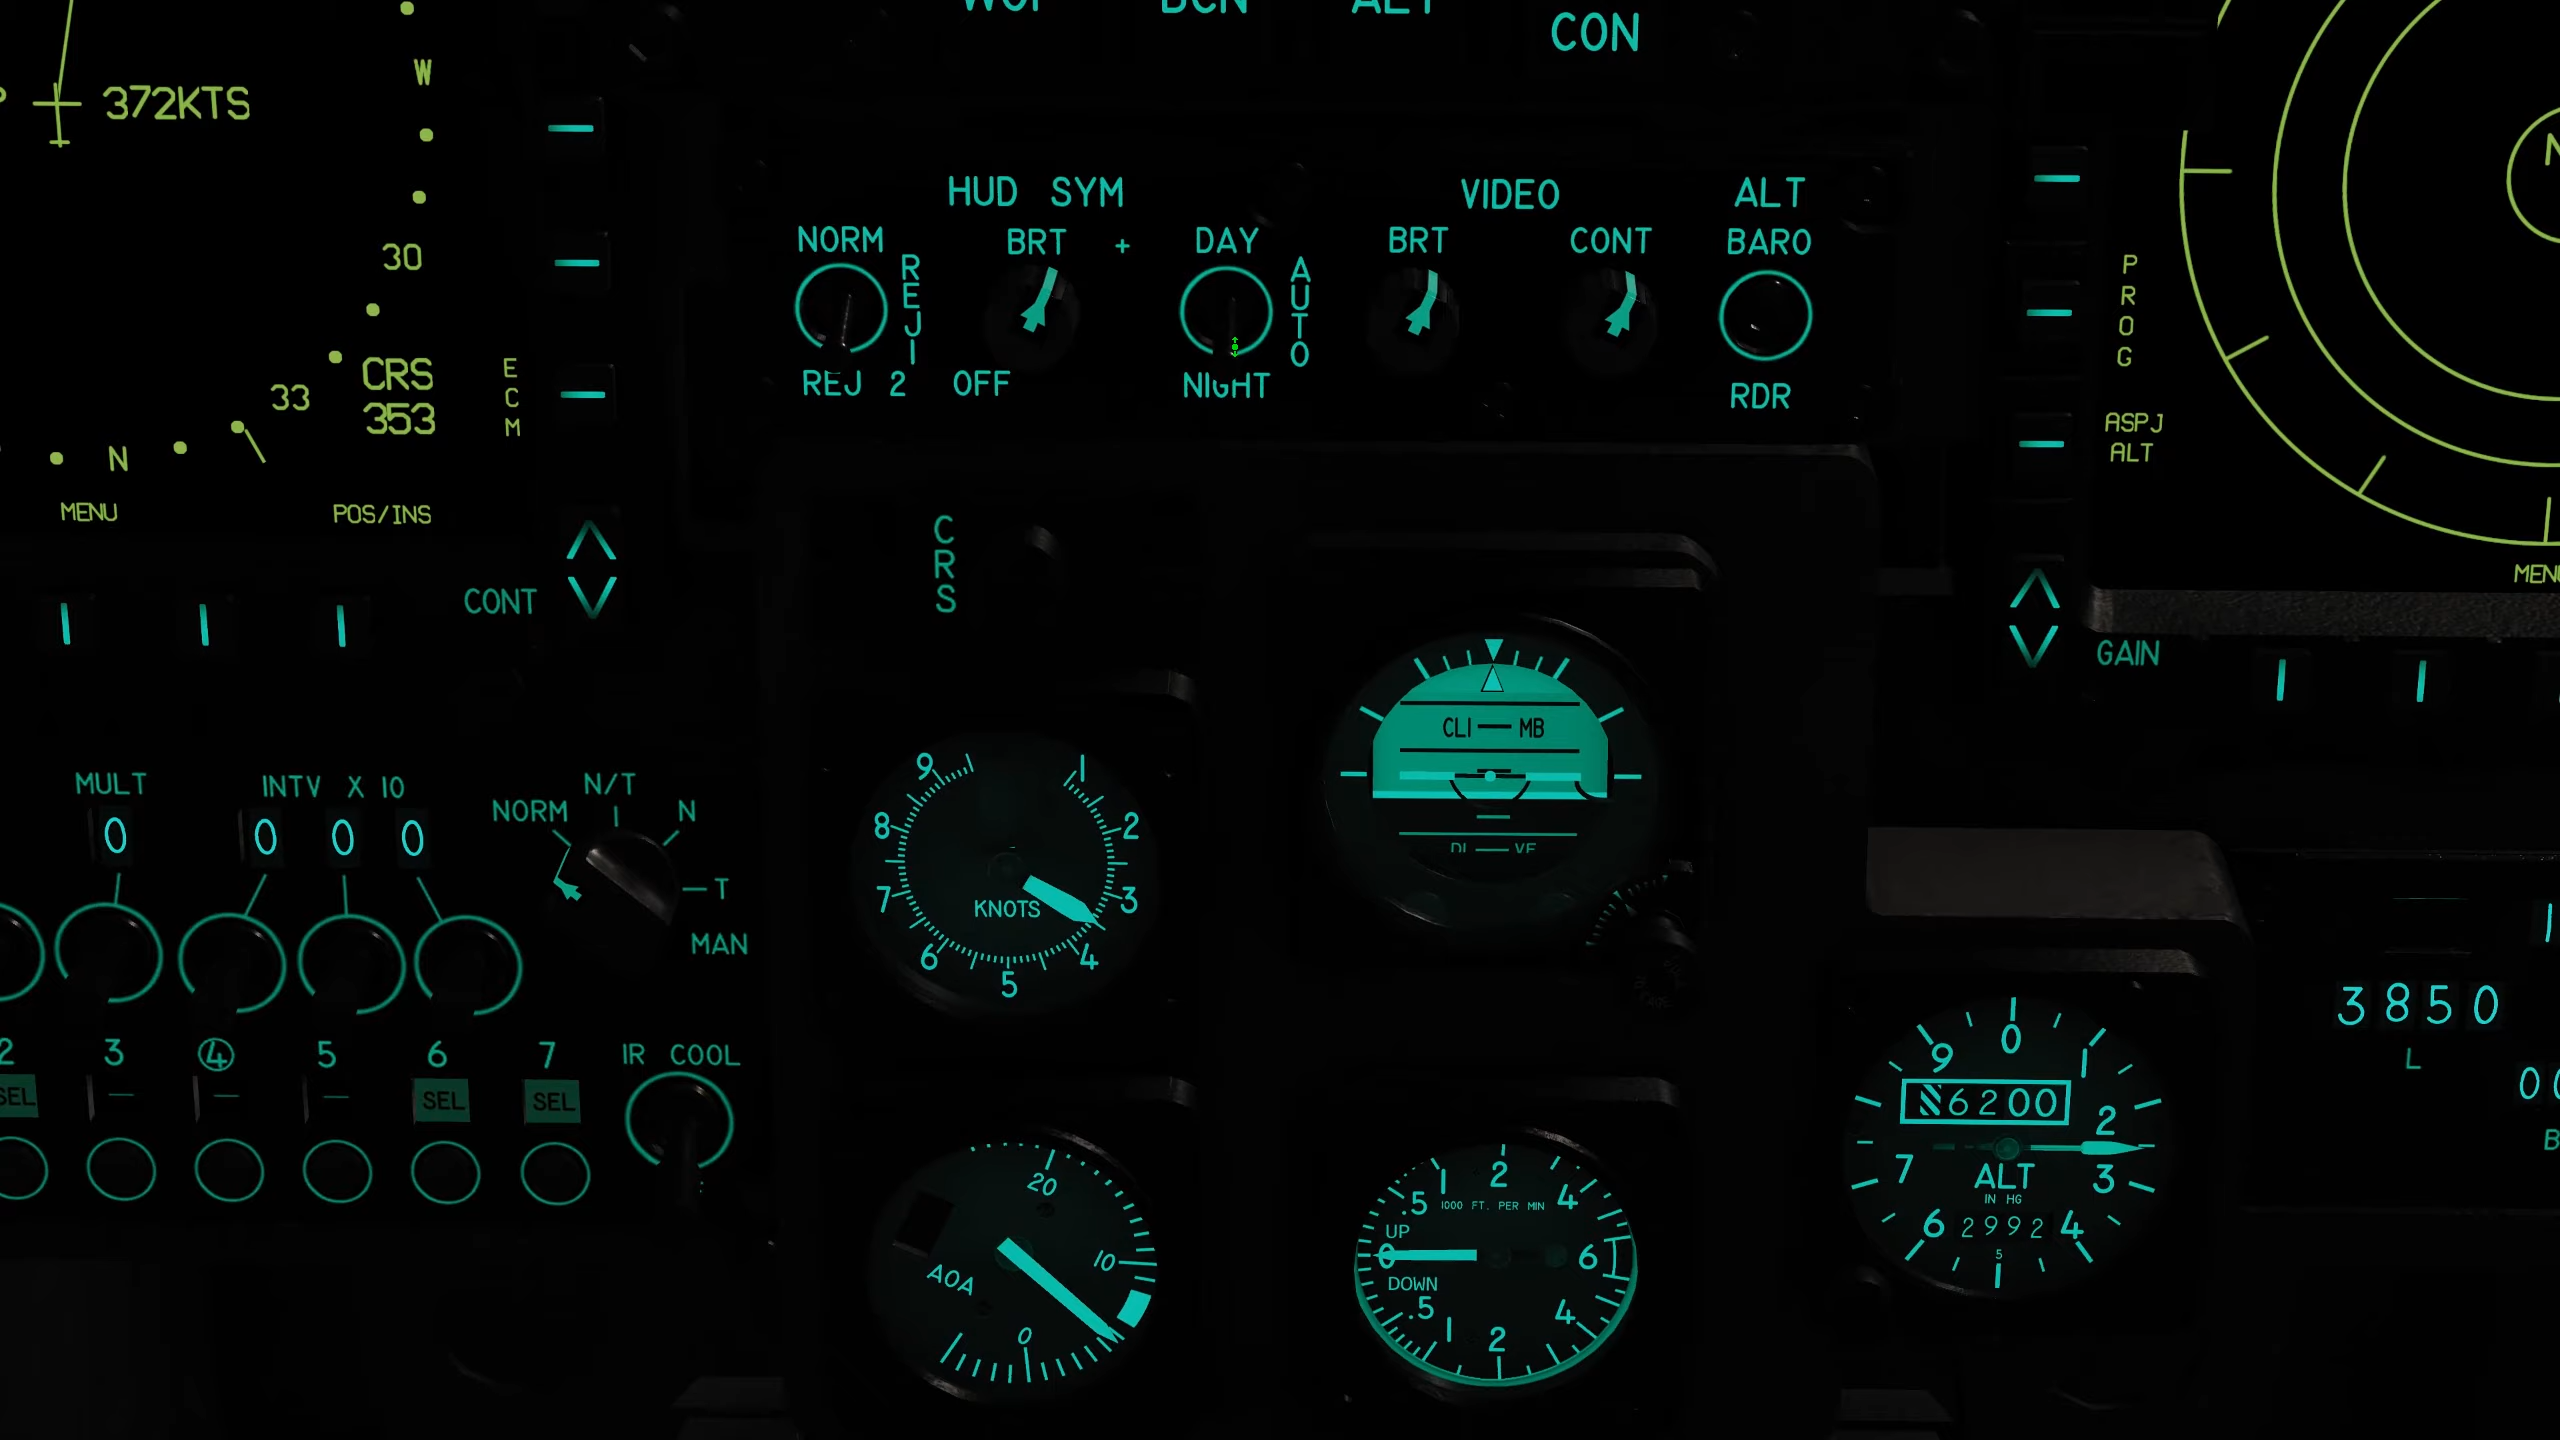 CON
W
372KTS
HUD SYM
VIDEO
ALT
NORM
REJ1
BRT +
DAY
AUTO
BRT
CONT
BARO
REJ 2
OFF
NIGHT
RDR
30
33
N
CRS
353
ECM
MENU
POS/INS
CONT
PROG
ASPJ
ALT
MENU
GAIN
CRS
CLI MB
MULT
INTV X 10
0
0 0 0
NORM
N/T
N
T
MAN
1
2
3
4
5
6
7
8
9
KNOTS
2 3 4 5 6 7
IR COOL
SEL
SEL
SEL
20
10
0
AOA
1000 FT. PER MIN
UP
DOWN
.5 1 2 4 6
0
.5 1 2 4
0
1
2
3
4
5
6
7
9
6200
ALT
IN HG
2992
3850
L